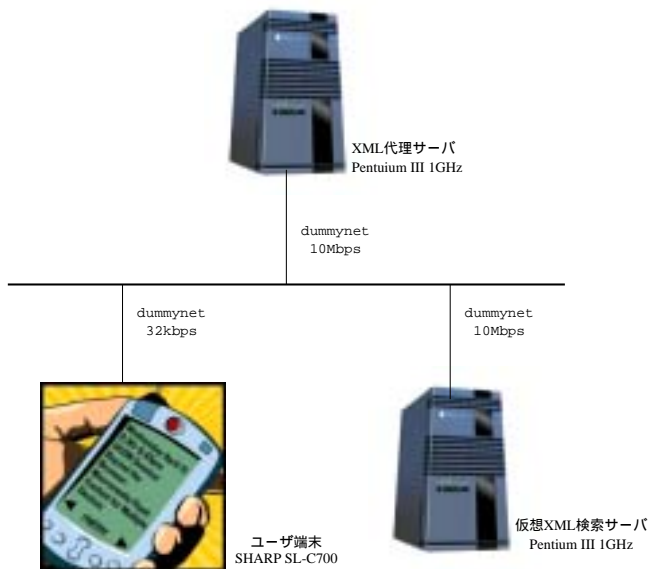 XML代理サーバ
Pentuium III 1GHz
dummynet
10Mbps
dummynet
32kbps
dummynet
10Mbps
ユーザ端末
SHARP SL-C700
仮想XML検索サーバ
Pentium III 1GHz